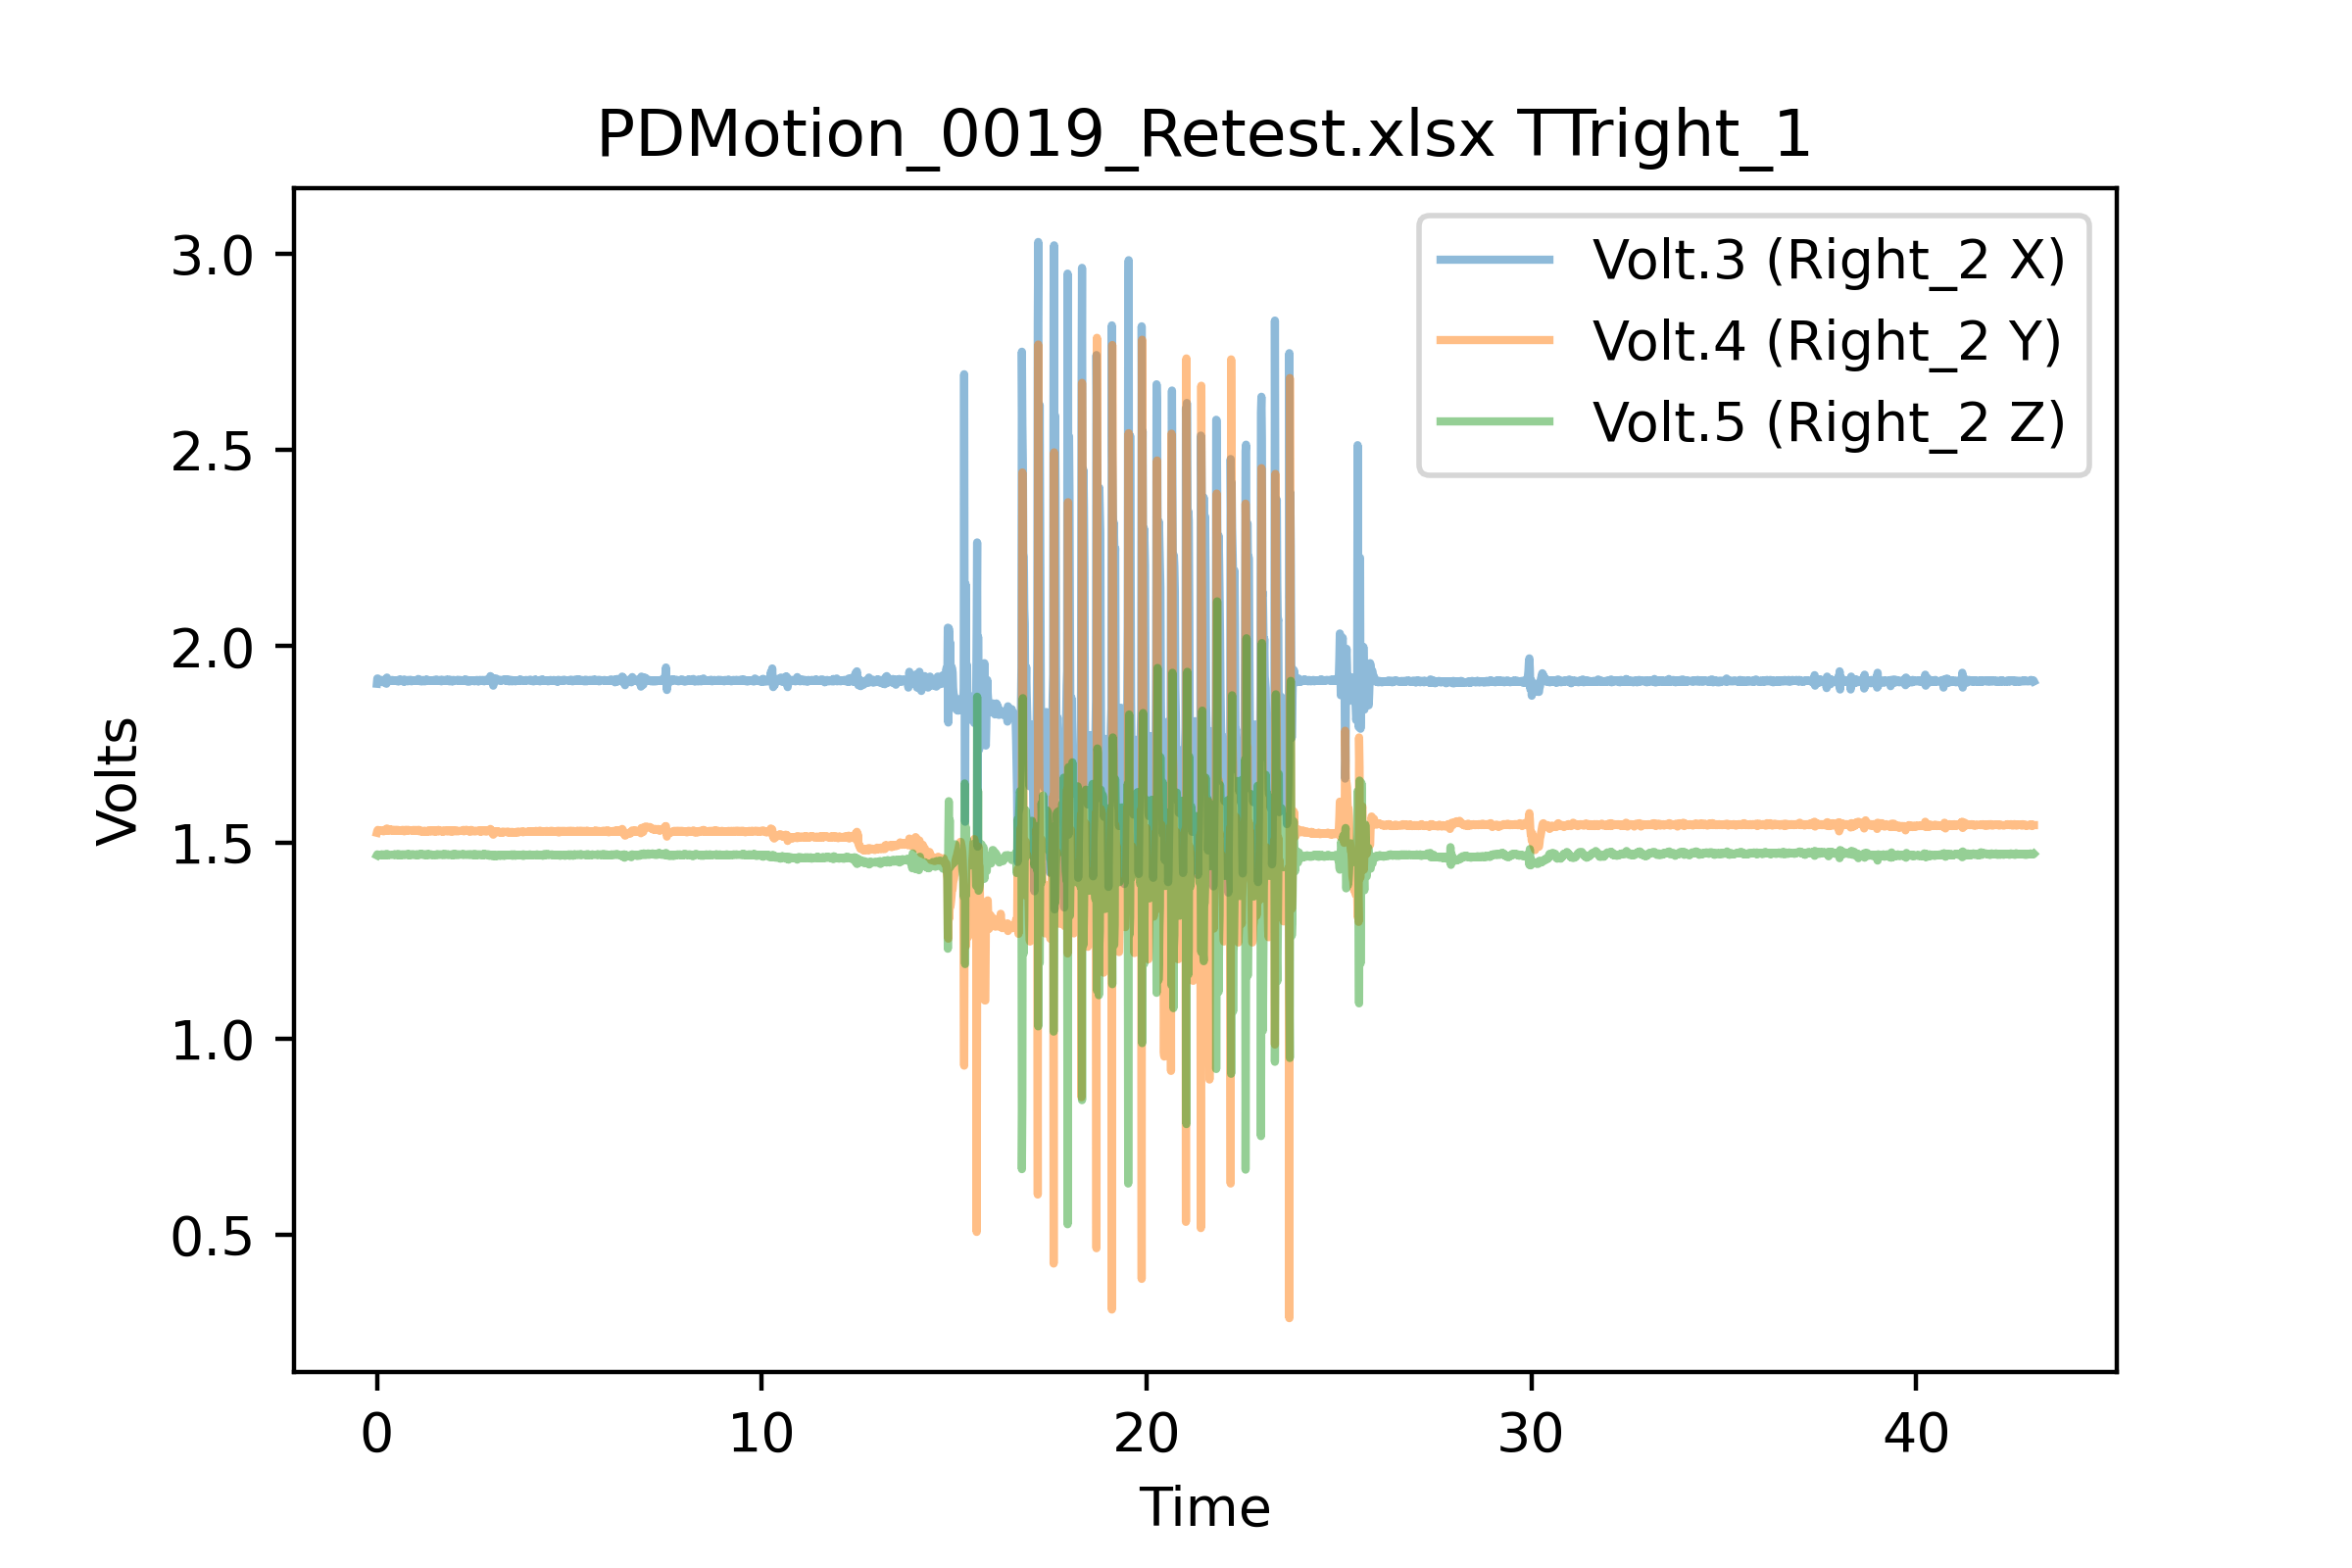 PDMotion_0019_Retest.xlsx TTright_1
Volt.3 (Right_2 X)
Volt.4 (Right_2 Y)
Volt.5 (Right_2 Z)
Volts
3.0
2.5
2.0
1.5
1.0
0.5
0 10 20 30 40
Time